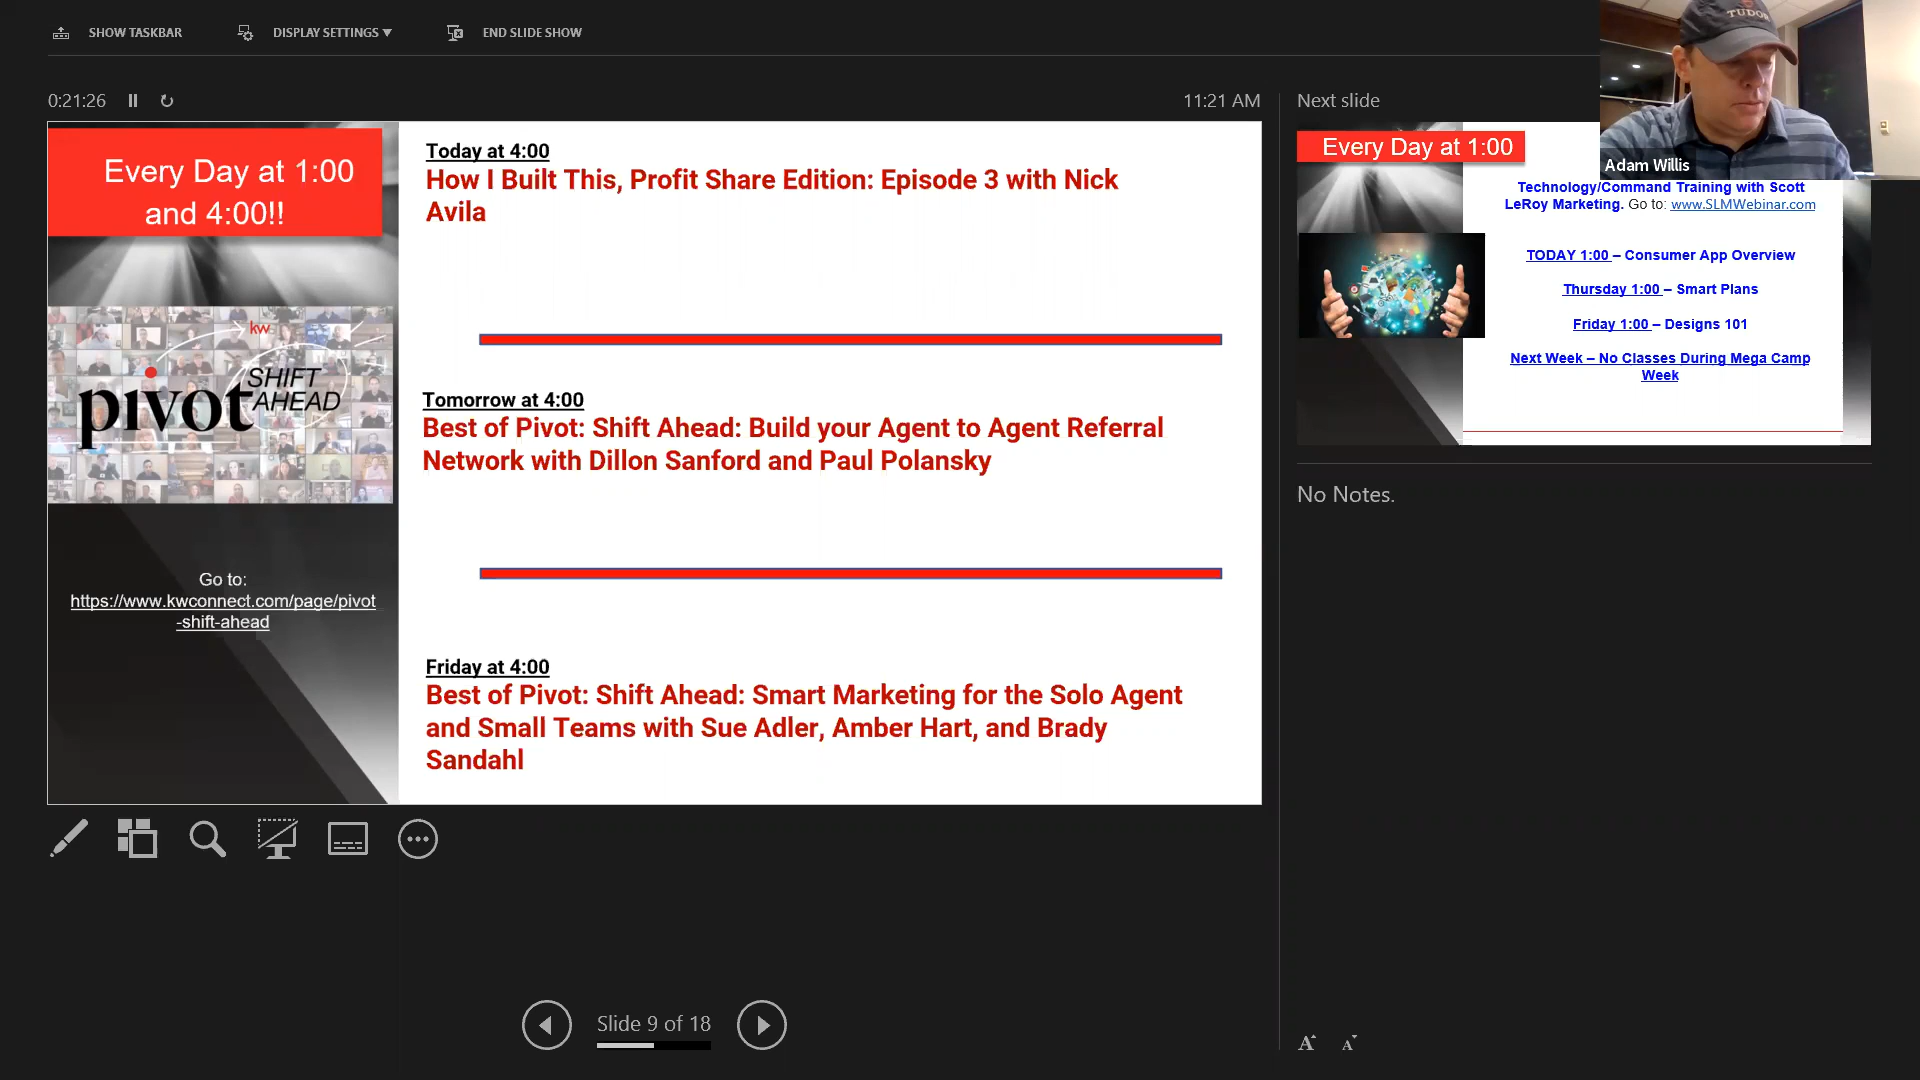 SHOW TASKBAR
DISPLAY SETTINGS ▼
END SLIDE SHOW
0:21:26
11:21 AM
Next slide
Every Day at 1:00
and 4:00!!
kw
pivot
SHIFT
AHEAD
Go to:
https://www.kwconnect.com/page/pivot
-shift-ahead
Today at 4:00
How I Built This, Profit Share Edition: Episode 3 with Nick
Avila
Tomorrow at 4:00
Best of Pivot: Shift Ahead: Build your Agent to Agent Referral
Network with Dillon Sanford and Paul Polansky
Friday at 4:00
Best of Pivot: Shift Ahead: Smart Marketing for the Solo Agent
and Small Teams with Sue Adler, Amber Hart, and Brady
Sandahl
TUDOR
Adam Willis
Every Day at 1:00
Technology/Command Training with Scott
LeRoy Marketing. Go to: www.SLMWebinar.com
TODAY 1:00 – Consumer App Overview
Thursday 1:00 – Smart Plans
Friday 1:00 – Designs 101
Next Week – No Classes During Mega Camp
Week
No Notes.
Slide 9 of 18
A A